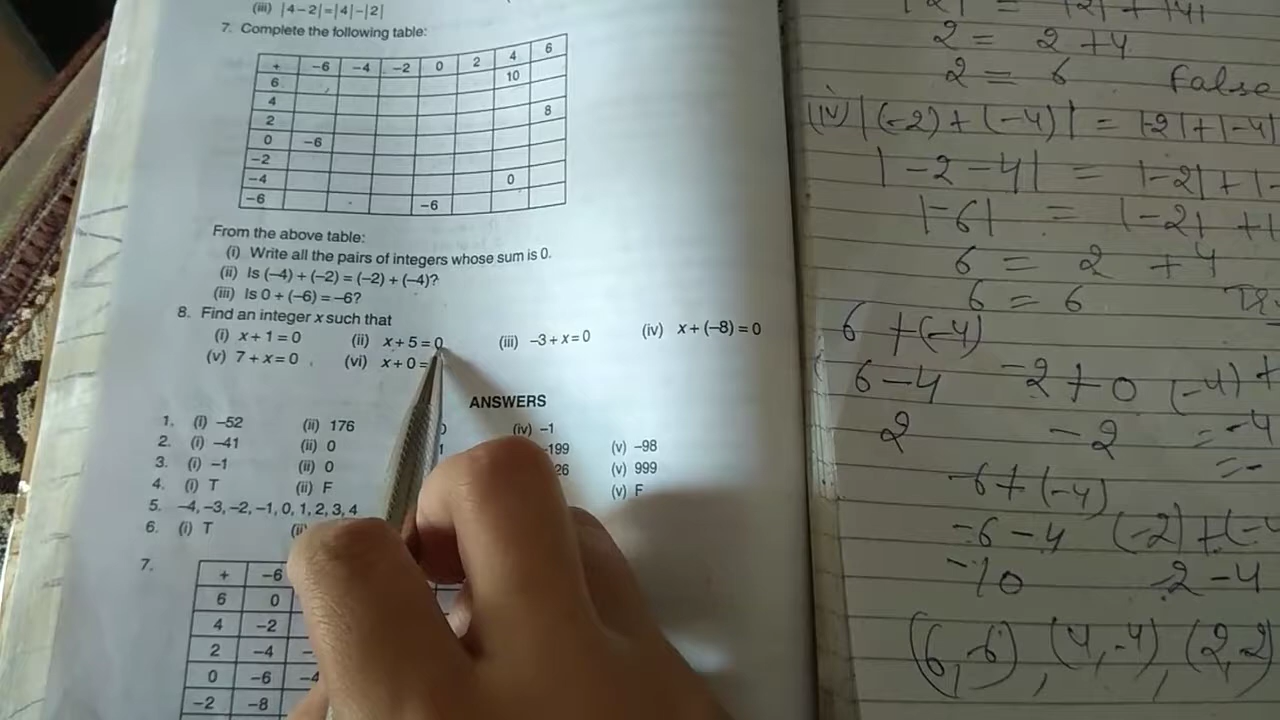 (iii) |4–2|=|4|–|2|
7. Complete the following table:
+ –6 –4 –2 0 2 4 6
6 10
4
2 8
0 –6
–2
–4 0
–6 –6
From the above table:
(i) Write all the pairs of integers whose sum is 0.
(ii) Is (–4) + (–2) = (–2) + (–4)?
(iii) Is 0 + (–6) = –6?
8. Find an integer x such that
(i) x + 1 = 0 (ii) x + 5 = 0 (iii) –3 + x = 0 (iv) x + (–8) = 0
(v) 7 + x = 0 (vi) x + 0 =
ANSWERS
1. (i) –52 (ii) 176 (iv) –1
2. (i) –41 (ii) 0 –199 (v) –98
3. (i) –1 (ii) 0 26 (v) 999
4. (i) T (ii) F (v) F
5. –4, –3, –2, –1, 0, 1, 2, 3, 4
6. (i) T (ii)
7.
+ –6
6 0
4 –2
2 –4
0 –6 –4
–2 –8
2 = 2 + 4
2 = 6 False
(iv) |(-2) + (-4)| = |-2| + |-4|
|-2-4| = |-2| + |-
|-6| = |-2| +
6 = 2 + 4
6 = 6
6 + (-4)
6 - 4 -2 + 0 (-4) +
2 -2 = -4
-6 + (-4) = -
-6 - 4 (-2) + (-4
-10 -2 - 4
(6, -6), (4, -4), (2, 2)